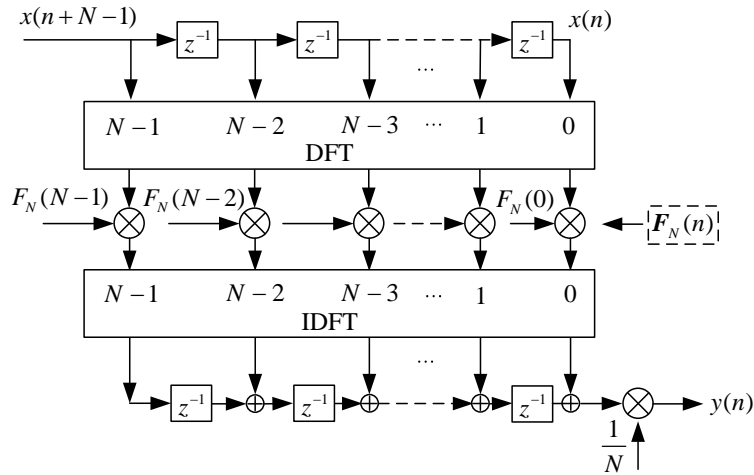 x(n+N−1) z⁻¹ z⁻¹ z⁻¹ x(n)
...
N−1 N−2 N−3 ... 1 0
DFT
F_N(N−1) F_N(N−2) F_N(0) F_N(n)
N−1 N−2 N−3 ... 1 0
IDFT
...
z⁻¹ z⁻¹ z⁻¹ y(n)
1/N